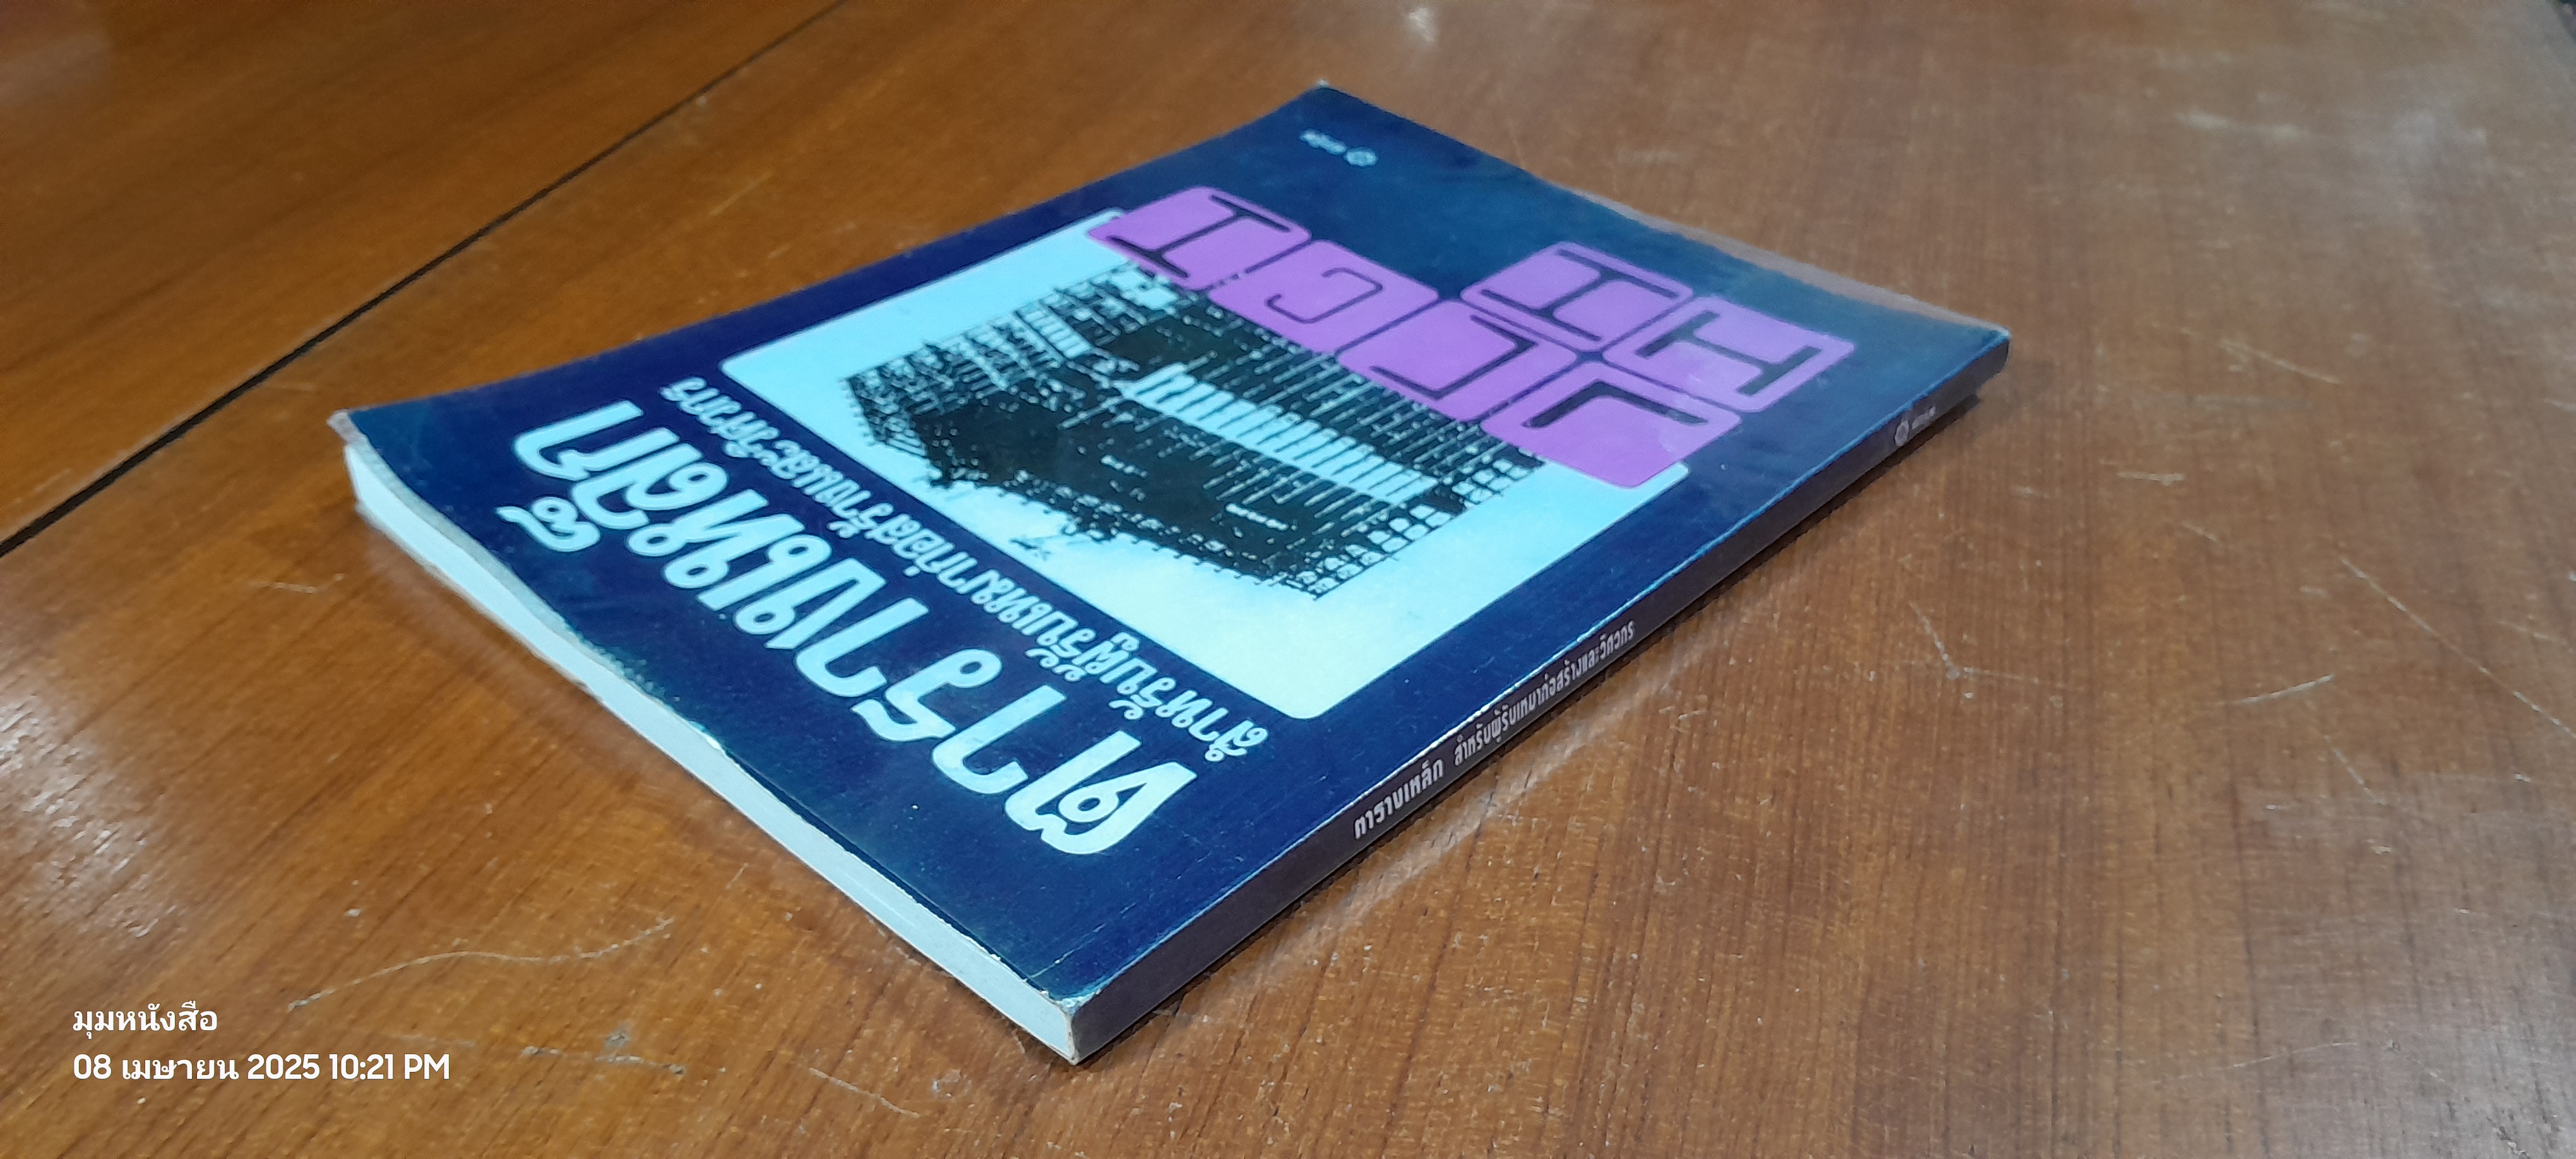 ตารางเหล็ก
สำหรับผู้รับเหมาก่อสร้างและวิศวกร
ตารางเหล็ก สำหรับผู้รับเหมาก่อสร้างและวิศวกร
มุมหนังสือ
08 เมษายน 2025 10:21 PM